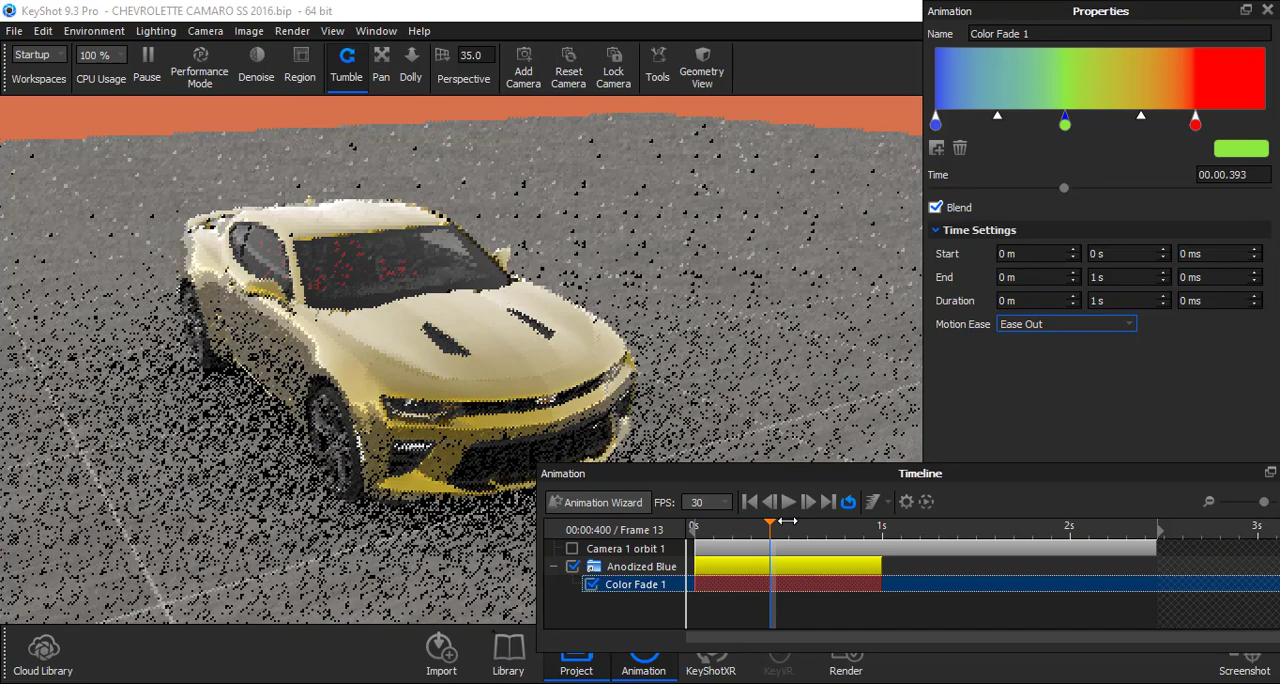 KeyShot 9.3 Pro - CHEVROLETTE CAMARO SS 2016.bip - 64 bit
File Edit Environment Lighting Camera Image Render View Window Help
Startup
Workspaces
100 %
CPU Usage
Pause
Performance
Mode
Denoise
Region
Tumble
Pan
Dolly
35.0
Perspective
Add
Camera
Reset
Camera
Lock
Camera
Tools
Geometry
View
Animation Properties
Name Color Fade 1
Time 00.00.393
Blend
Time Settings
Start 0 m 0 s 0 ms
End 0 m 1 s 0 ms
Duration 0 m 1 s 0 ms
Motion Ease Ease Out
Animation Timeline
Animation Wizard FPS: 30
00:00:400 / Frame 13 0s 1s 2s 3s
Camera 1 orbit 1
Anodized Blue
Color Fade 1
Cloud Library Import Library Project Animation KeyShotXR KeyVR Render Screenshot